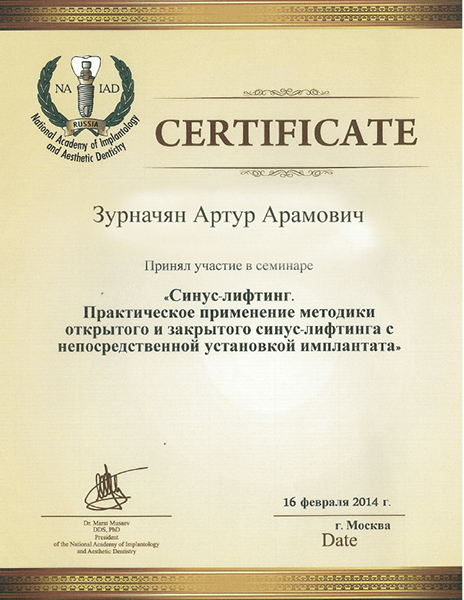 NA IAD
RUSSIA
National Academy of Implantology
and Aesthetic Dentistry
CERTIFICATE
Зурначян Артур Арамович
Принял участие в семинаре
«Синус-лифтинг.
Практическое применение методики
открытого и закрытого синус-лифтинга с
непосредственной установкой имплантата»
16 февраля 2014 г.
Dr. Marat Musaev
DDS, PhD
President
of the National Academy of Implantology
and Aesthetic Dentistry
г. Москва
Date